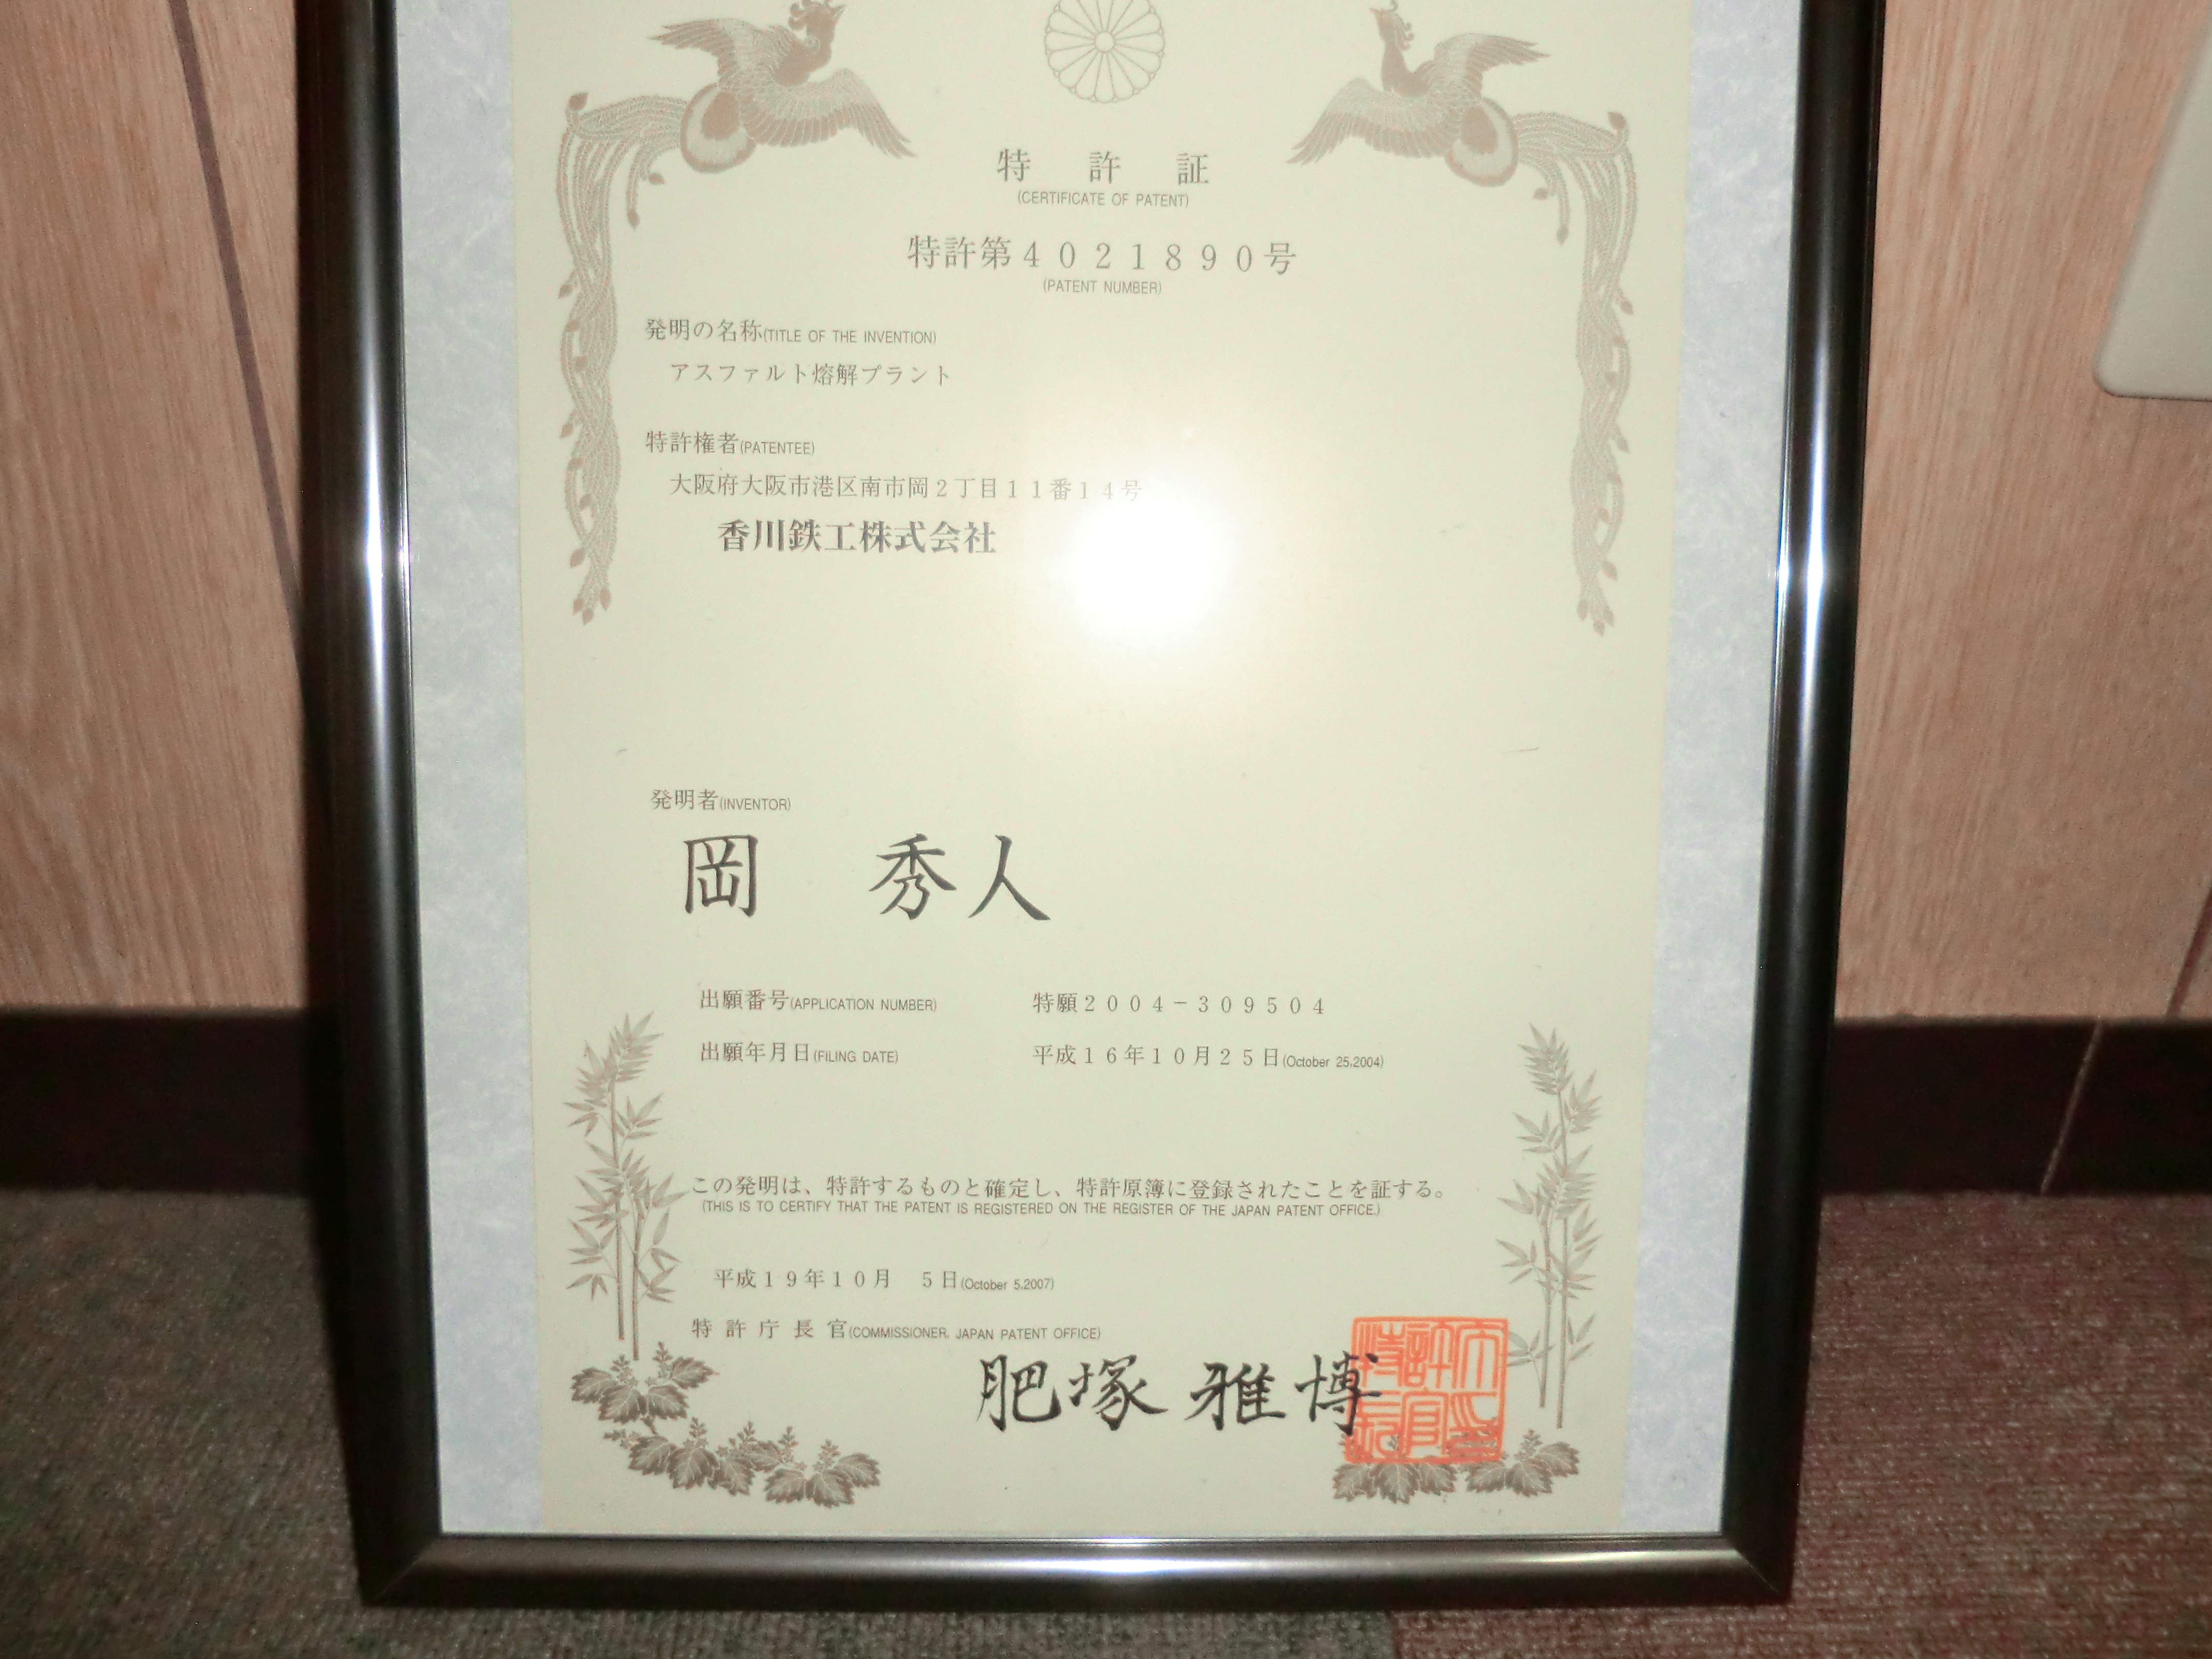 特許証
(CERTIFICATE OF PATENT)
特許第４０２１８９０号
(PATENT NUMBER)
発明の名称(TITLE OF THE INVENTION)
アスファルト熔解プラント
特許権者(PATENTEE)
大阪府大阪市港区南市岡２丁目１１番１４号
香川鉄工株式会社
発明者(INVENTOR)
岡　秀人
出願番号(APPLICATION NUMBER) 特願２００４－３０９５０４
出願年月日(FILING DATE) 平成１６年１０月２５日(October 25,2004)
この発明は、特許するものと確定し、特許原簿に登録されたことを証する。
(THIS IS TO CERTIFY THAT THE PATENT IS REGISTERED ON THE REGISTER OF THE JAPAN PATENT OFFICE.)
平成１９年１０月　５日(October 5,2007)
特許庁長官(COMMISSIONER, JAPAN PATENT OFFICE)
肥塚雅博